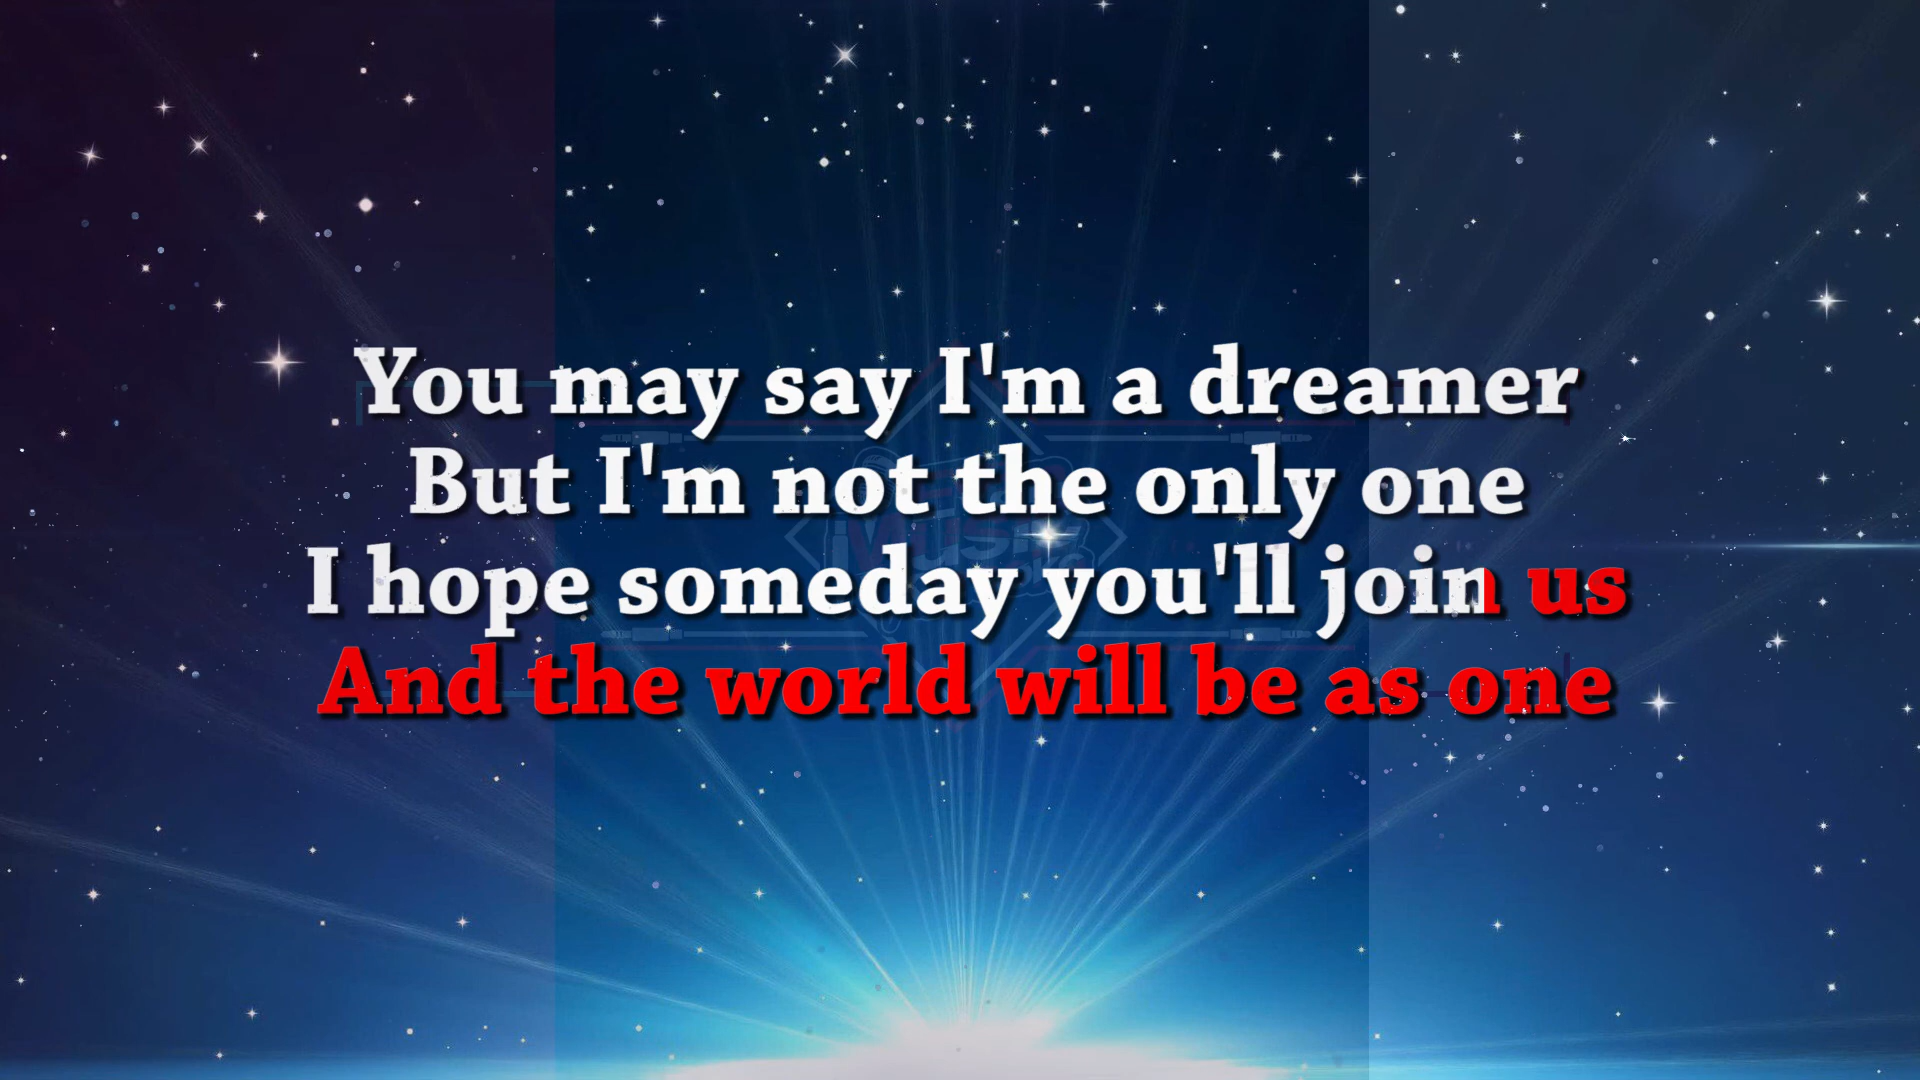 You may say I'm a dreamer
But I'm not the only one
I hope someday you'll join us
And the world will be as one
Music